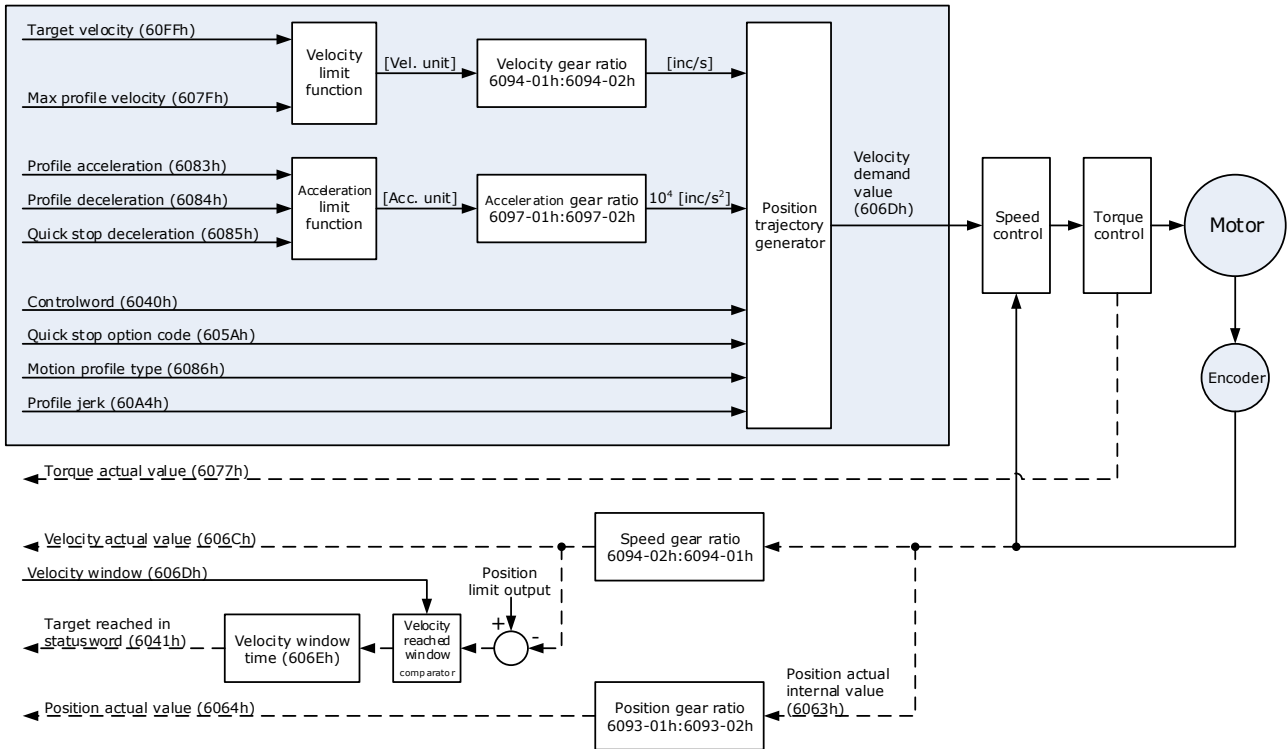 Target velocity (60FFh)
Max profile velocity (607Fh)
Velocity
limit
function
[Vel. unit]
Velocity gear ratio
6094-01h:6094-02h
[inc/s]
Profile acceleration (6083h)
Profile deceleration (6084h)
Quick stop deceleration (6085h)
Acceleration
limit
function
[Acc. unit]
Acceleration gear ratio
6097-01h:6097-02h
10⁴ [inc/s²]
Controlword (6040h)
Quick stop option code (605Ah)
Motion profile type (6086h)
Profile jerk (60A4h)
Position
trajectory
generator
Velocity
demand
value
(606Dh)
Speed
control
Torque
control
Motor
Encoder
Torque actual value (6077h)
Velocity actual value (606Ch)
Speed gear ratio
6094-02h:6094-01h
Velocity window (606Dh)
Position
limit output
+
-
Target reached in
statusword (6041h)
Velocity window
time (606Eh)
Velocity
reached
window
comparator
Position actual value (6064h)
Position gear ratio
6093-01h:6093-02h
Position actual
internal value
(6063h)